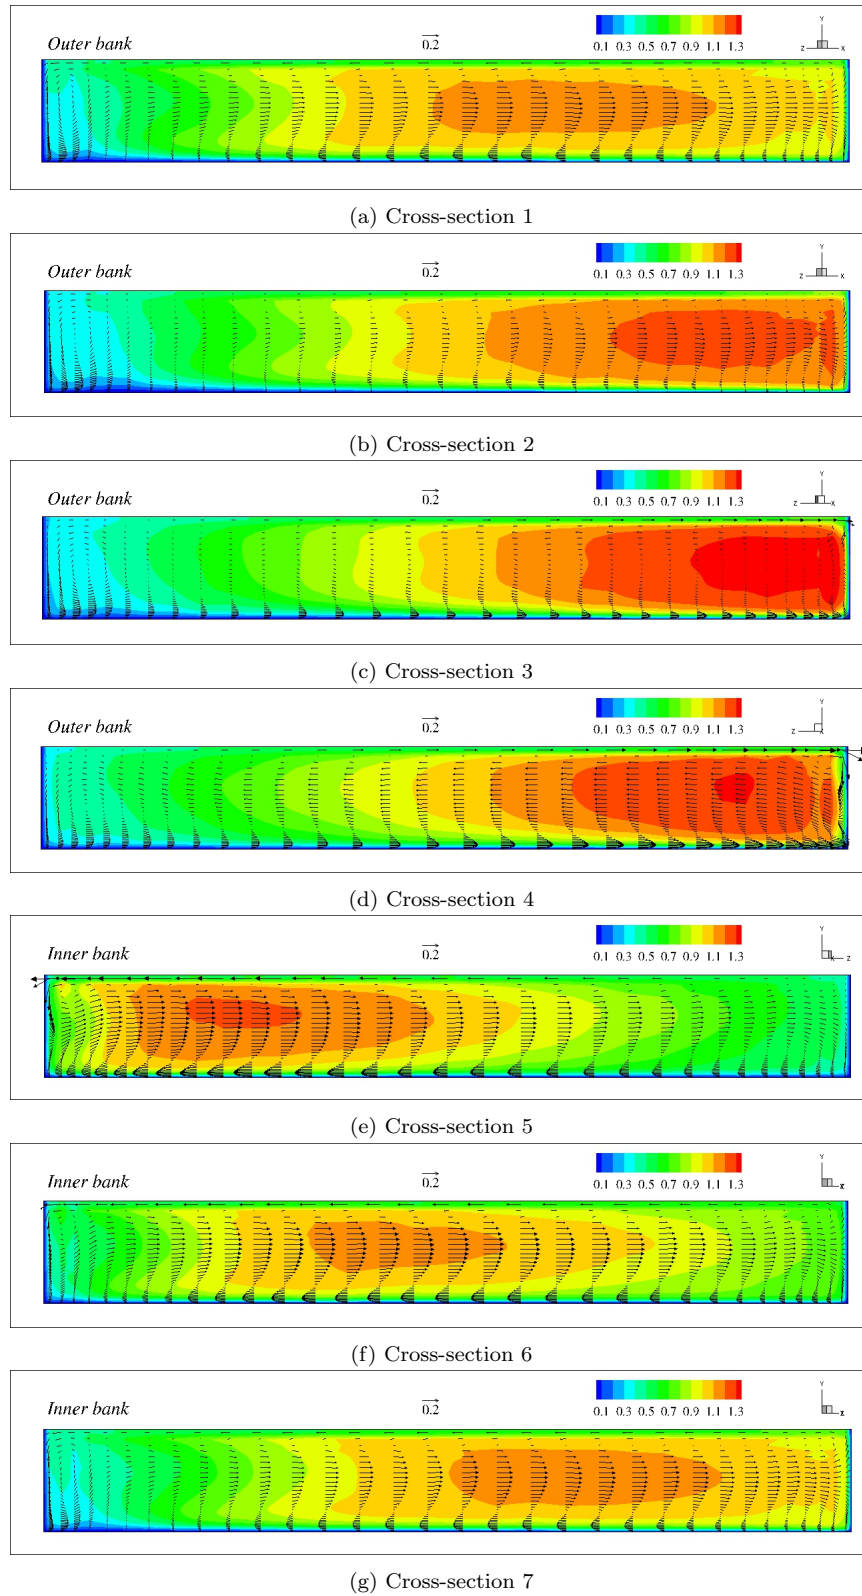 Outer bank
0.2
0.1 0.3 0.5 0.7 0.9 1.1 1.3
Y
Z X
(a) Cross-section 1
Outer bank
0.2
0.1 0.3 0.5 0.7 0.9 1.1 1.3
Y
Z X
(b) Cross-section 2
Outer bank
0.2
0.1 0.3 0.5 0.7 0.9 1.1 1.3
Y
Z X
(c) Cross-section 3
Outer bank
0.2
0.1 0.3 0.5 0.7 0.9 1.1 1.3
Y
Z X
(d) Cross-section 4
Inner bank
0.2
0.1 0.3 0.5 0.7 0.9 1.1 1.3
Y
X Z
(e) Cross-section 5
Inner bank
0.2
0.1 0.3 0.5 0.7 0.9 1.1 1.3
Y
(f) Cross-section 6
Inner bank
0.2
0.1 0.3 0.5 0.7 0.9 1.1 1.3
Y
(g) Cross-section 7